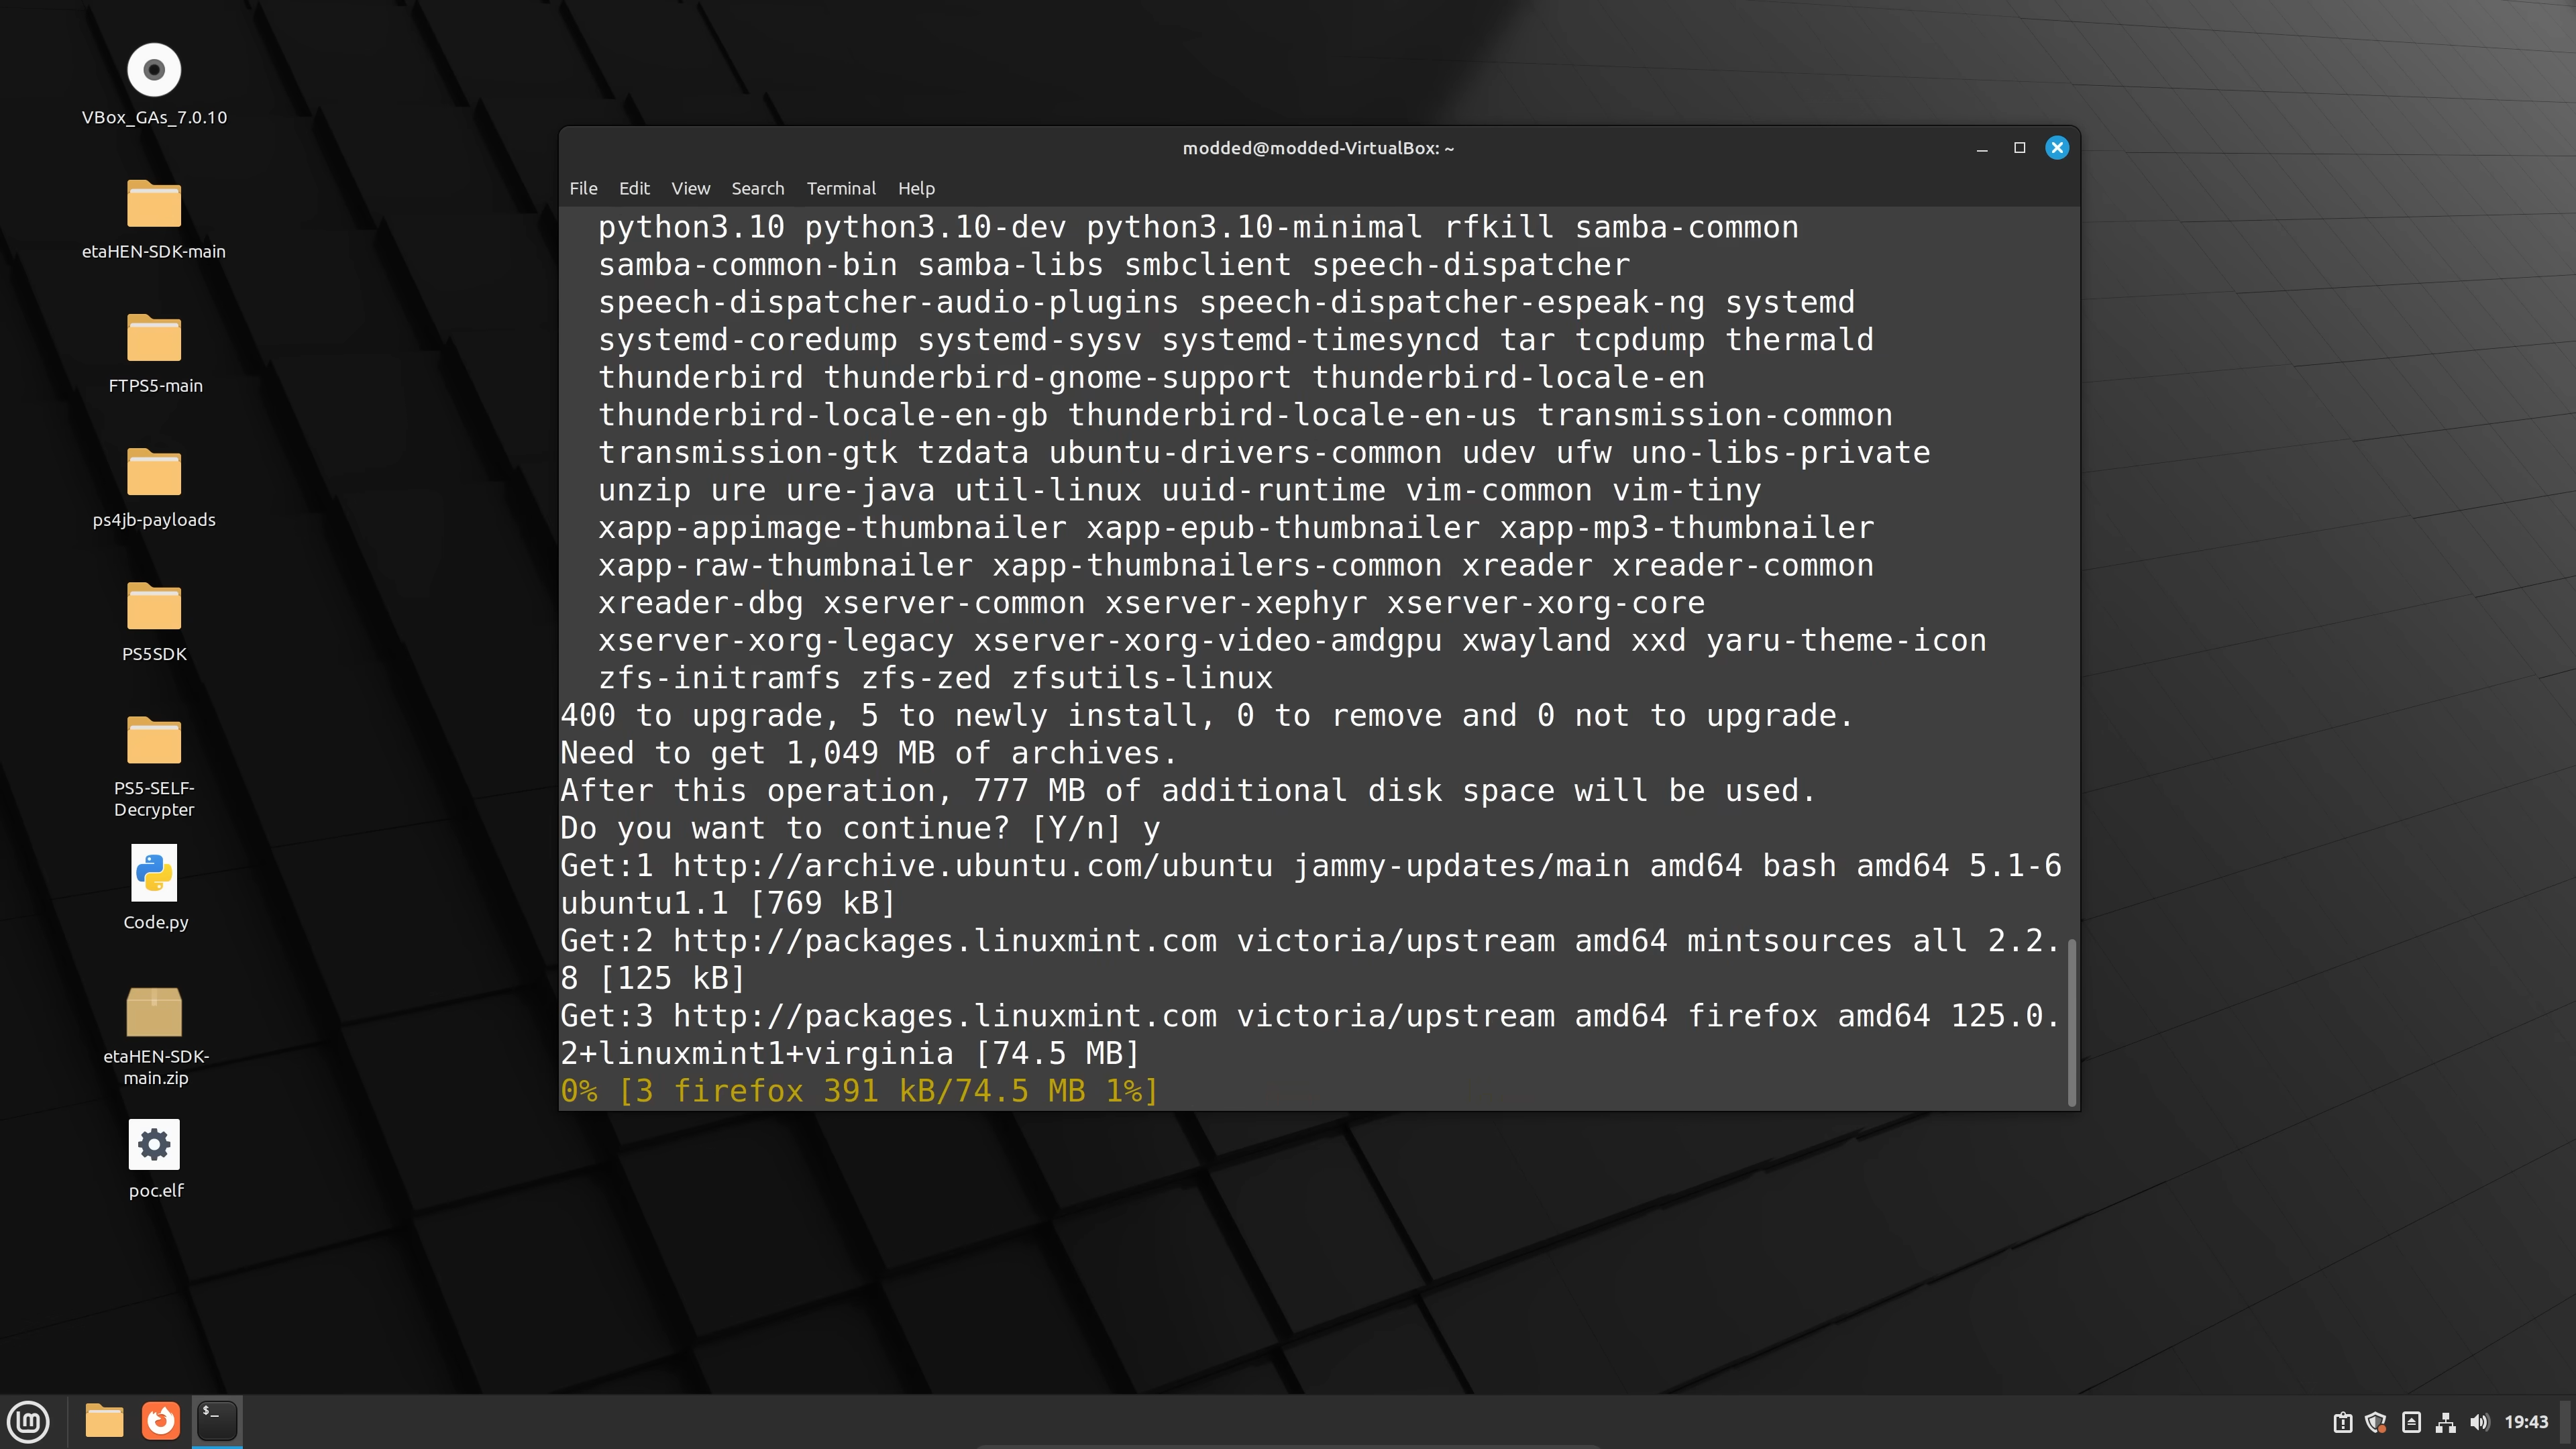 VBox_GAs_7.0.10
etaHEN-SDK-main
FTPS5-main
ps4jb-payloads
PS5SDK
PS5-SELF-
Decrypter
Code.py
etaHEN-SDK-
main.zip
poc.elf
modded@modded-VirtualBox: ~
File Edit View Search Terminal Help
python3.10 python3.10-dev python3.10-minimal rfkill samba-common
samba-common-bin samba-libs smbclient speech-dispatcher
speech-dispatcher-audio-plugins speech-dispatcher-espeak-ng systemd
systemd-coredump systemd-sysv systemd-timesyncd tar tcpdump thermald
thunderbird thunderbird-gnome-support thunderbird-locale-en
thunderbird-locale-en-gb thunderbird-locale-en-us transmission-common
transmission-gtk tzdata ubuntu-drivers-common udev ufw uno-libs-private
unzip ure ure-java util-linux uuid-runtime vim-common vim-tiny
xapp-appimage-thumbnailer xapp-epub-thumbnailer xapp-mp3-thumbnailer
xapp-raw-thumbnailer xapp-thumbnailers-common xreader xreader-common
xreader-dbg xserver-common xserver-xephyr xserver-xorg-core
xserver-xorg-legacy xserver-xorg-video-amdgpu xwayland xxd yaru-theme-icon
zfs-initramfs zfs-zed zfsutils-linux
400 to upgrade, 5 to newly install, 0 to remove and 0 not to upgrade.
Need to get 1,049 MB of archives.
After this operation, 777 MB of additional disk space will be used.
Do you want to continue? [Y/n] y
Get:1 http://archive.ubuntu.com/ubuntu jammy-updates/main amd64 bash amd64 5.1-6
ubuntu1.1 [769 kB]
Get:2 http://packages.linuxmint.com victoria/upstream amd64 mintsources all 2.2.
8 [125 kB]
Get:3 http://packages.linuxmint.com victoria/upstream amd64 firefox amd64 125.0.
2+linuxmint1+virginia [74.5 MB]
0% [3 firefox 391 kB/74.5 MB 1%]
$_
19:43